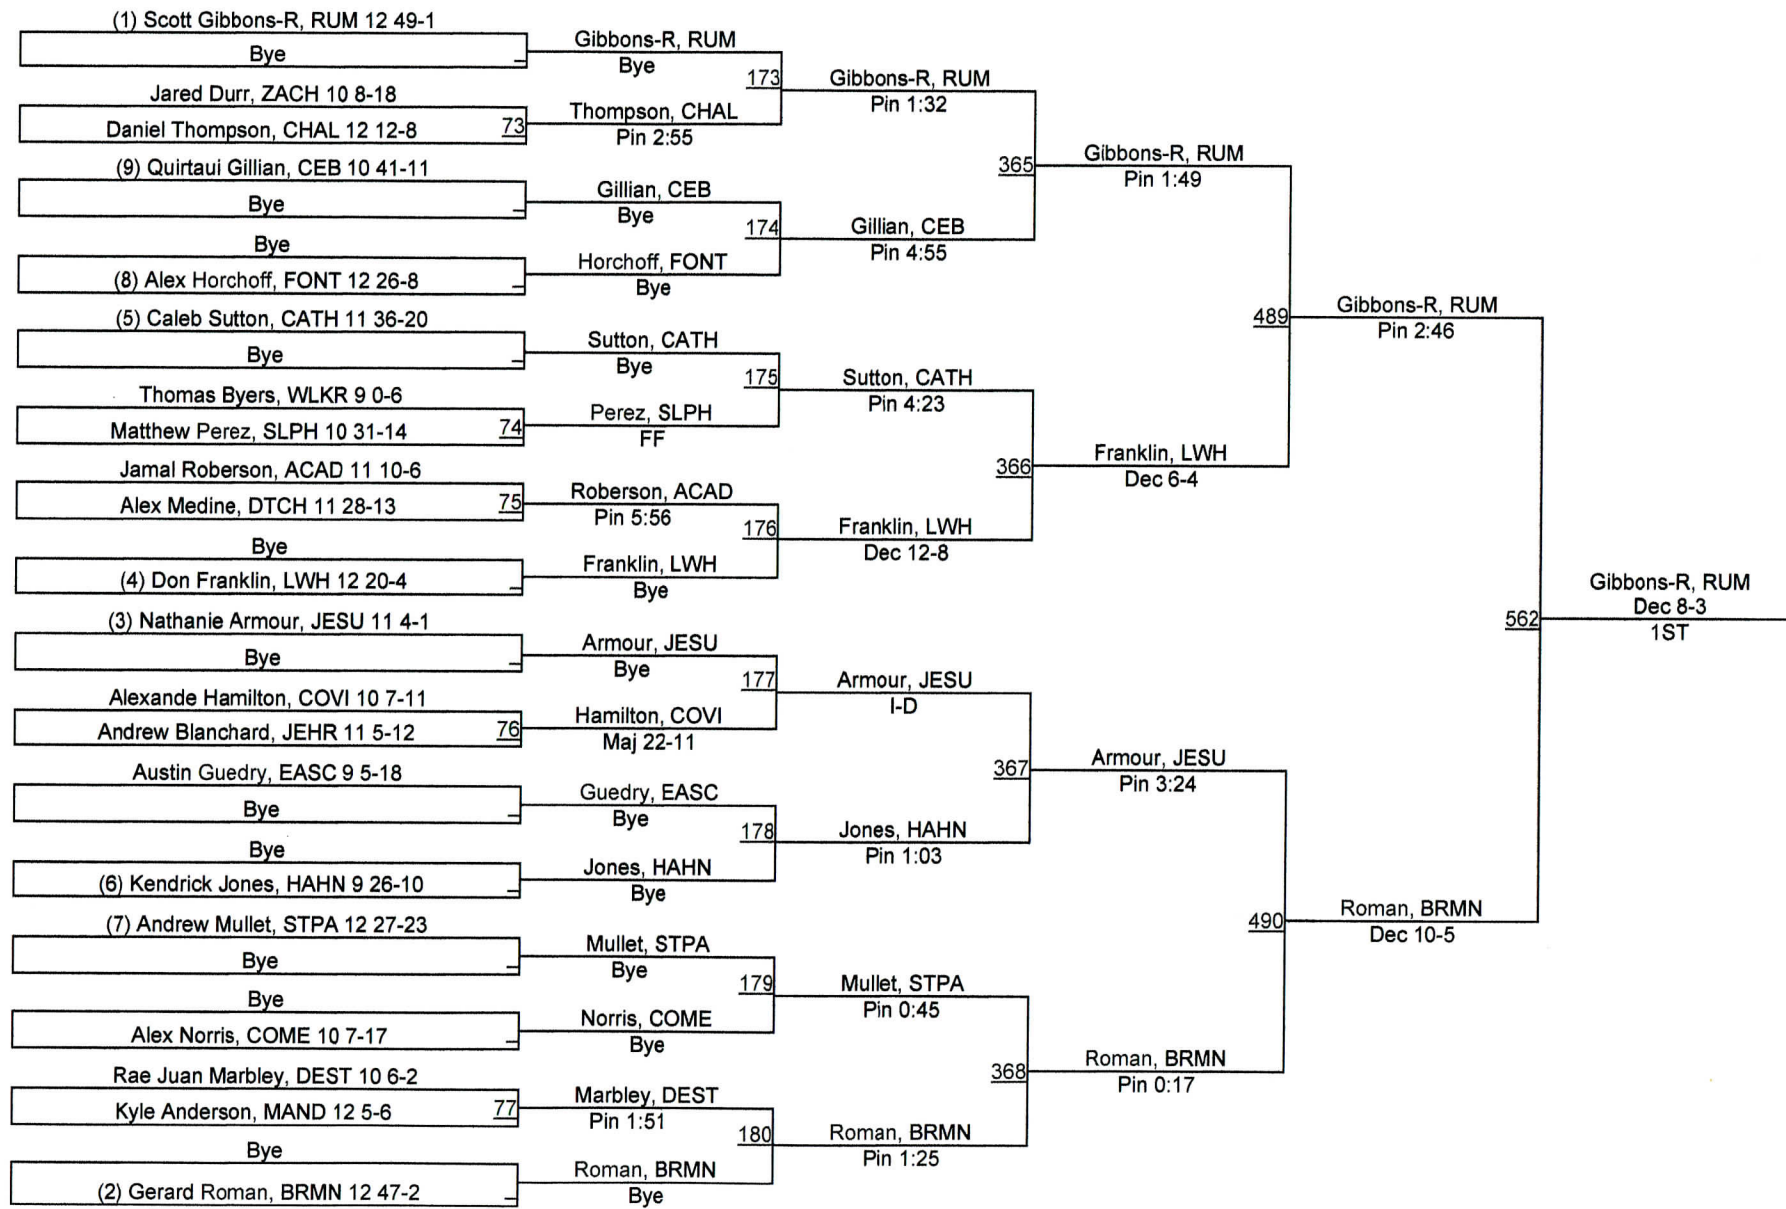 (1) Scott Gibbons-R, RUM 12 49-1
Bye
Jared Durr, ZACH 10 8-18
Daniel Thompson, CHAL 12 12-8
73
(9) Quirtaui Gillian, CEB 10 41-11
Bye
Bye
(8) Alex Horchoff, FONT 12 26-8
(5) Caleb Sutton, CATH 11 36-20
Bye
Thomas Byers, WLKR 9 0-6
Matthew Perez, SLPH 10 31-14
74
Jamal Roberson, ACAD 11 10-6
Alex Medine, DTCH 11 28-13
75
Bye
(4) Don Franklin, LWH 12 20-4
(3) Nathanie Armour, JESU 11 4-1
Bye
Alexande Hamilton, COVI 10 7-11
Andrew Blanchard, JEHR 11 5-12
76
Austin Guedry, EASC 9 5-18
Bye
Bye
(6) Kendrick Jones, HAHN 9 26-10
(7) Andrew Mullet, STPA 12 27-23
Bye
Bye
Alex Norris, COME 10 7-17
Rae Juan Marbley, DEST 10 6-2
Kyle Anderson, MAND 12 5-6
77
Bye
(2) Gerard Roman, BRMN 12 47-2
Gibbons-R, RUM
Bye
173
Thompson, CHAL
Pin 2:55
Gillian, CEB
Bye
174
Horchoff, FONT
Bye
Sutton, CATH
Bye
175
Perez, SLPH
FF
Roberson, ACAD
Pin 5:56
176
Franklin, LWH
Bye
Armour, JESU
Bye
177
Hamilton, COVI
Maj 22-11
Guedry, EASC
Bye
178
Jones, HAHN
Bye
Mullet, STPA
Bye
179
Norris, COME
Bye
Marbley, DEST
Pin 1:51
180
Roman, BRMN
Bye
Gibbons-R, RUM
Pin 1:32
365
Gillian, CEB
Pin 4:55
Sutton, CATH
Pin 4:23
366
Franklin, LWH
Dec 12-8
Armour, JESU
I-D
367
Jones, HAHN
Pin 1:03
Mullet, STPA
Pin 0:45
368
Roman, BRMN
Pin 1:25
Gibbons-R, RUM
Pin 1:49
489
Franklin, LWH
Dec 6-4
Armour, JESU
Pin 3:24
490
Roman, BRMN
Pin 0:17
Gibbons-R, RUM
Pin 2:46
562
Roman, BRMN
Dec 10-5
Gibbons-R, RUM
Dec 8-3
1ST